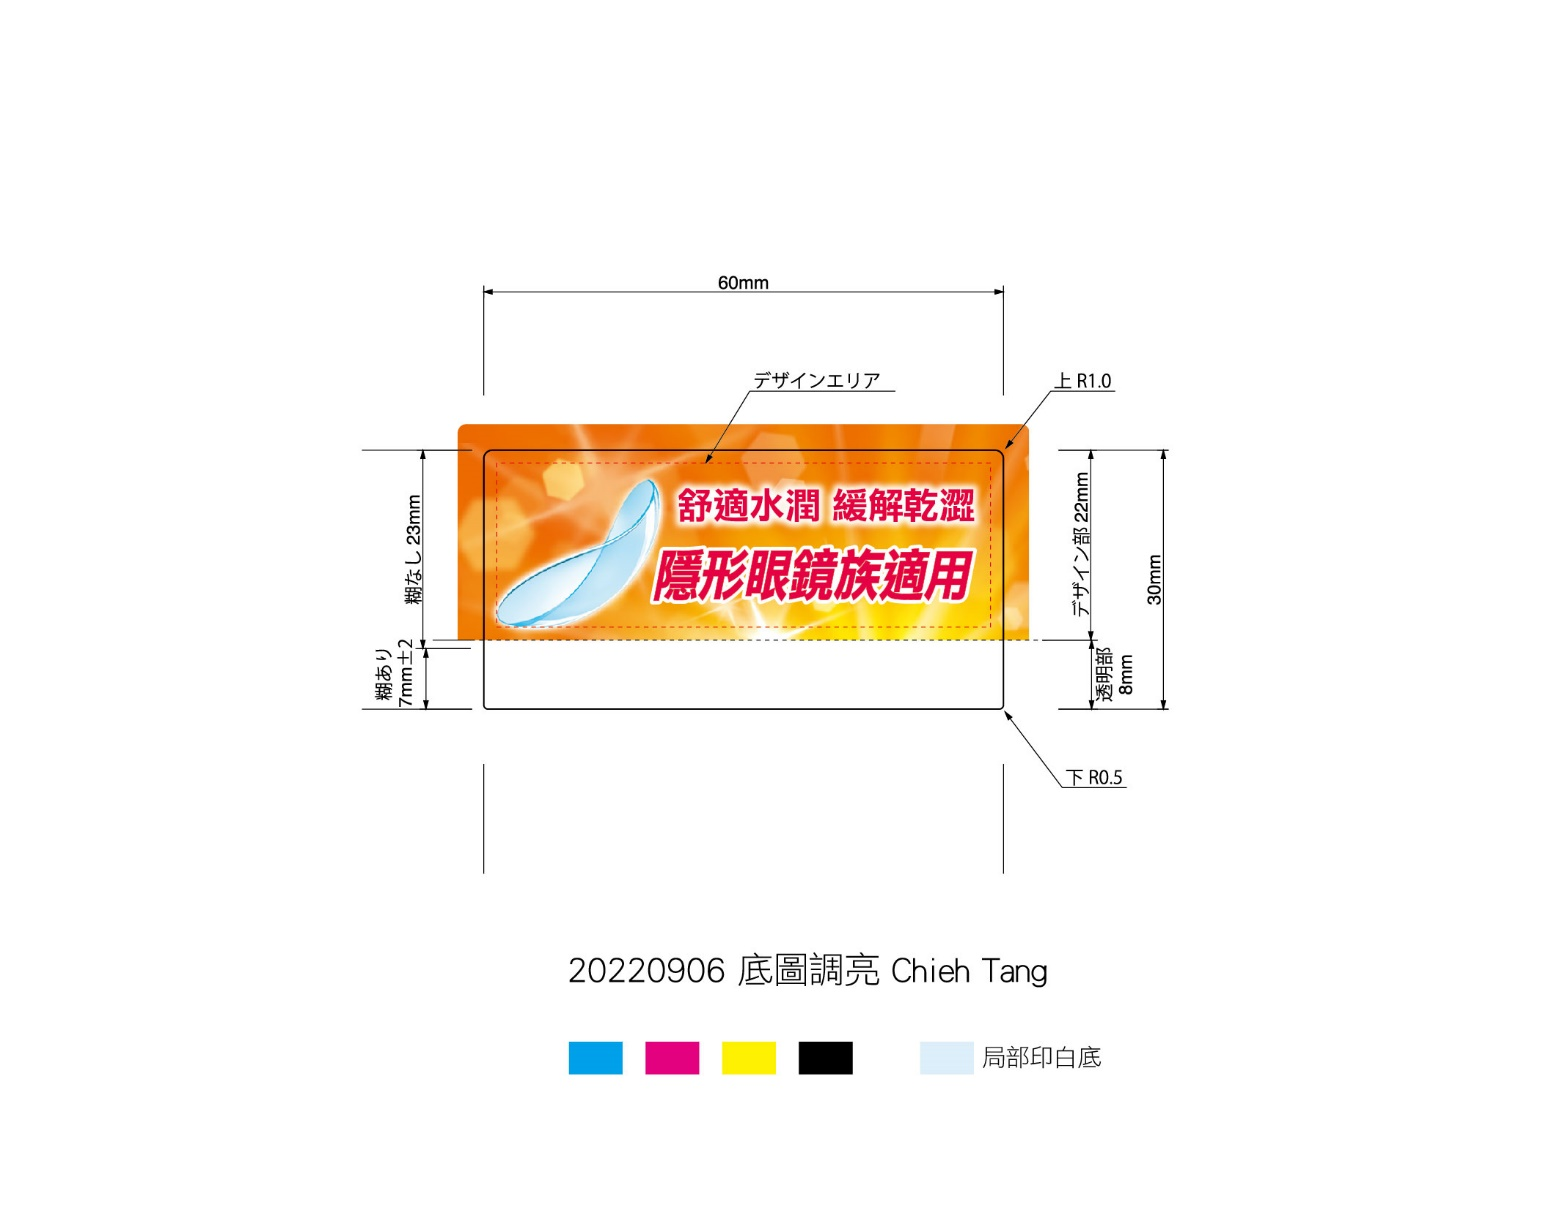 60mm
デザインエリア
上 R1.0
舒適水潤 緩解乾澀
隱形眼鏡族適用
糊なし 23mm
糊あり
7mm±2
デザイン部 22mm
透明部
8mm
30mm
下 R0.5
20220906 底圖調亮 Chieh Tang
局部印白底